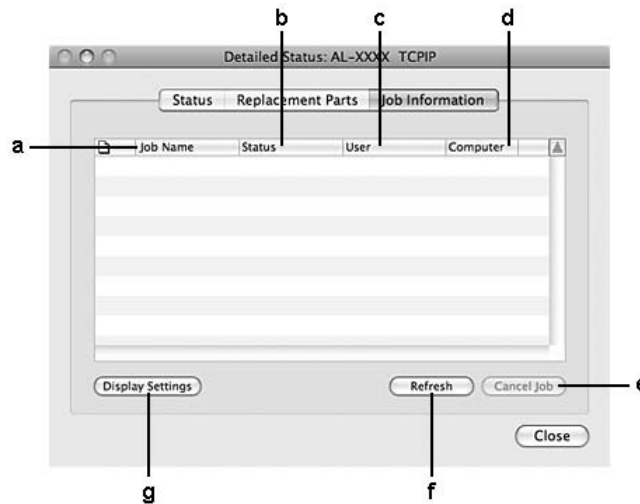 b c d
Detailed Status: AL-XXXX TCPIP
Status Replacement Parts Job Information
a Job Name Status User Computer
Display Settings Refresh Cancel Job e
Close
g f